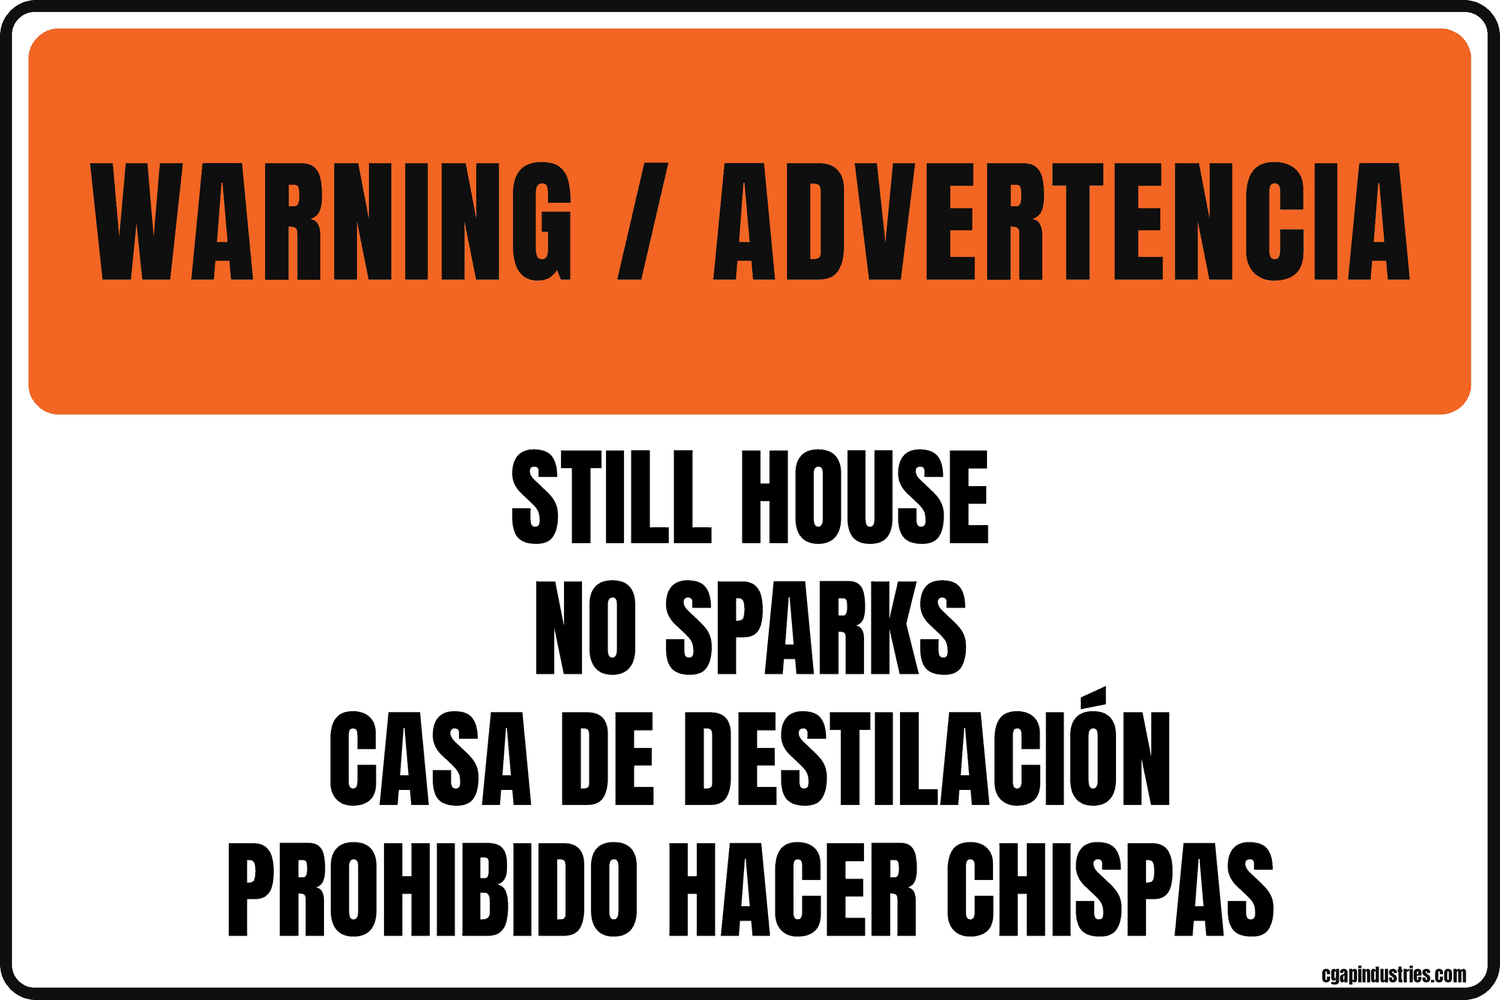 WARNING / ADVERTENCIA
STILL HOUSE
NO SPARKS
CASA DE DESTILACIÓN
PROHIBIDO HACER CHISPAS
cgapindustries.com